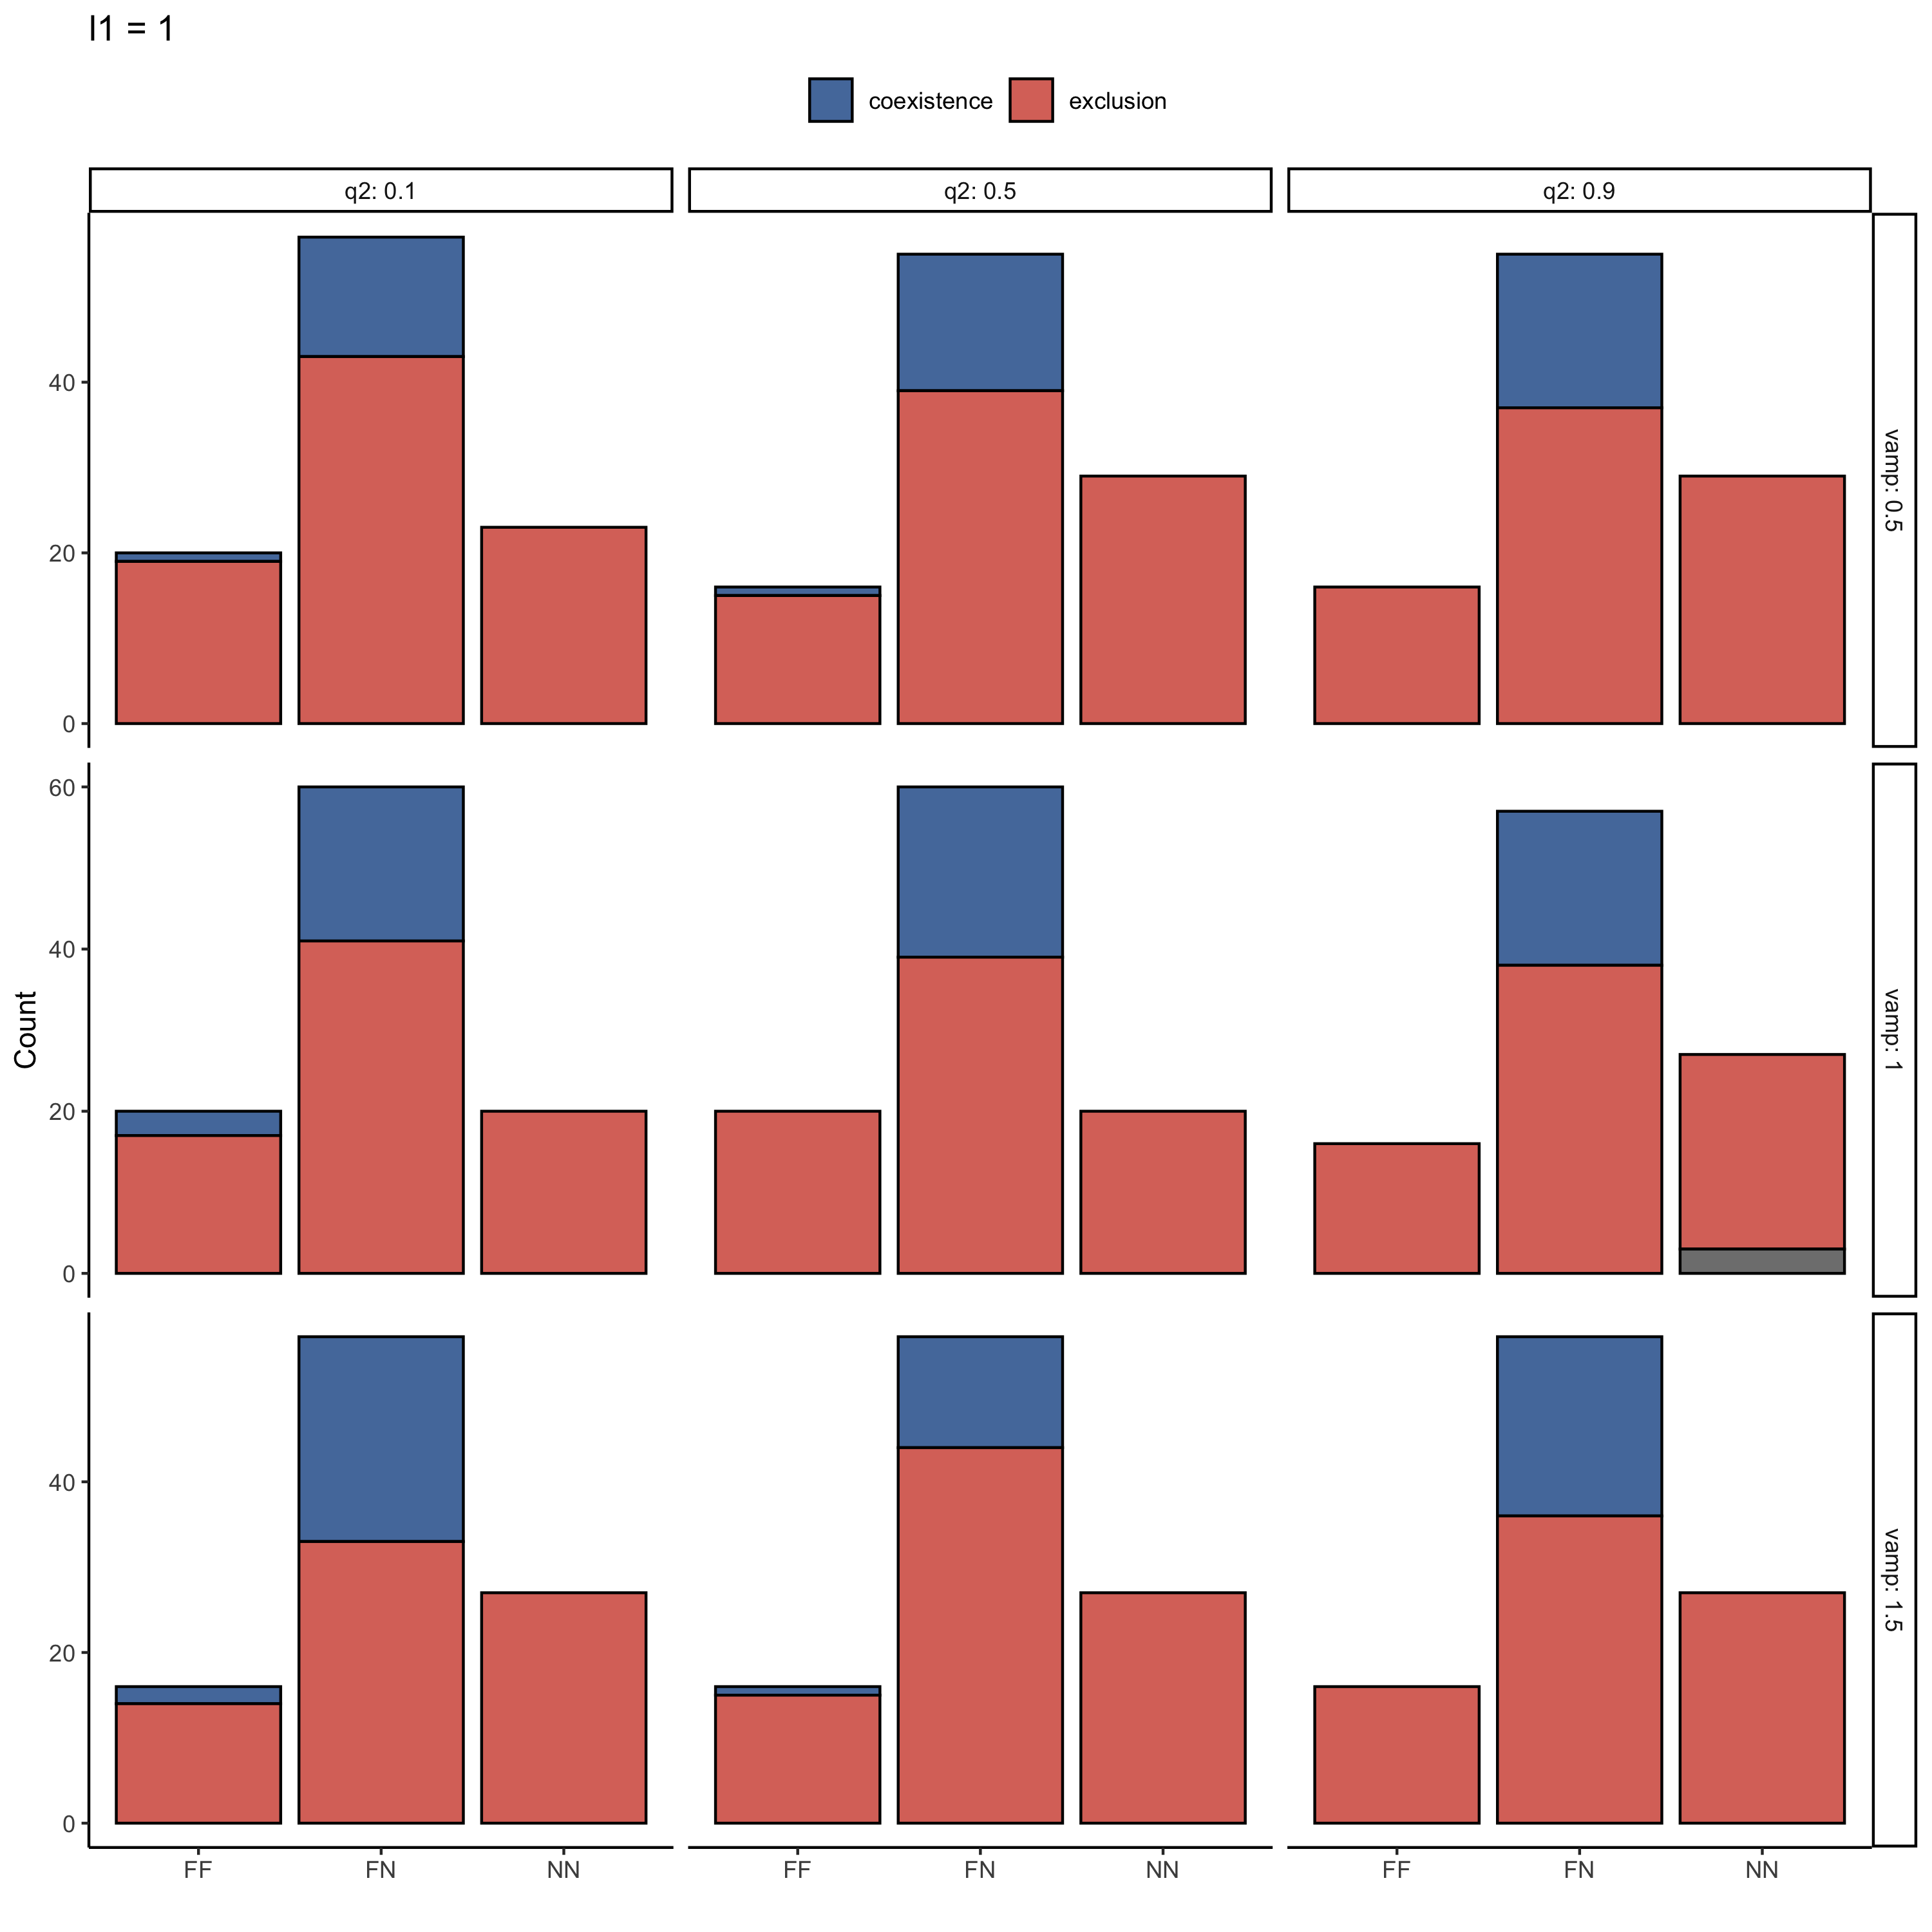 l1 = 1
coexistence exclusion
q2: 0.1 q2: 0.5 q2: 0.9
40
20
0
vamp: 0.5
Count
60
40
20
0
vamp: 1
40
20
0
vamp: 1.5
FF FN NN FF FN NN FF FN NN